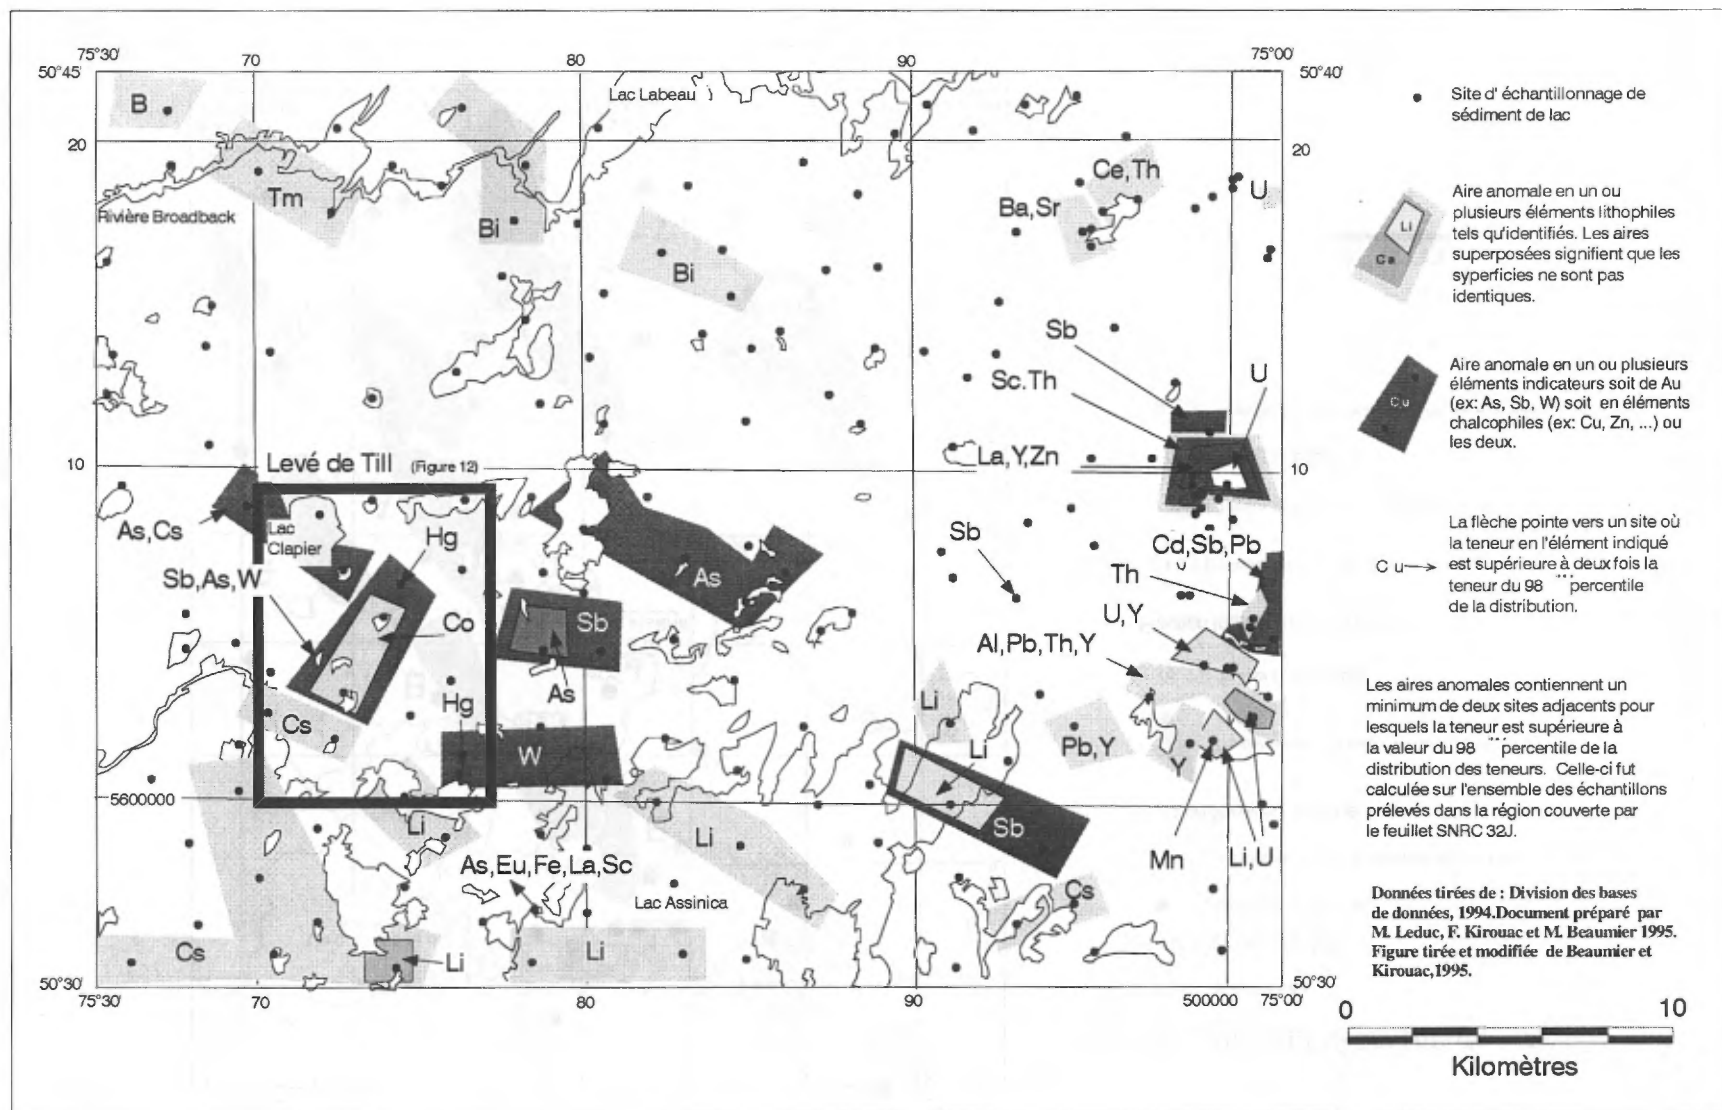 75°30'
70
80
90
75°00'
50°45'
50°40'
Lac Labeau
B
20
20
Ce,Th
U
Tm
Ba,Sr
Rivière Broadback
Bi
Bi
Sb
Sc.Th
U
10
Levé de Till (Figure 12)
La,Y,Zn
10
As,Cs
Lac
Clapier
Hg
Sb
Cd,Sb,Pb
As
Th
Sb,As,W
Co
Sb
U,Y
Al,Pb,Th,Y
As
Hg
Li
Cs
W
Li
Pb,Y
Y
5600000
Li
Li
Sb
Mn
Li,U
As,Eu,Fe,La,Sc
Lac Assinica
Cs
Cs
Li
Li
50°30'
50°30'
75°30'
70
80
90
500000
75°00'
Site d' échantillonnage de
sédiment de lac
Li
Ca
Aire anomale en un ou
plusieurs éléments lithophiles
tels qu'identifiés. Les aires
superposées signifient que les
syperficies ne sont pas
identiques.
Cu
Aire anomale en un ou plusieurs
éléments indicateurs soit de Au
(ex: As, Sb, W) soit en éléments
chalcophiles (ex: Cu, Zn, ...) ou
les deux.
Cu
La flèche pointe vers un site où
la teneur en l'élément indiqué
est supérieure à deux fois la
teneur du 98 percentile
de la distribution.
Les aires anomales contiennent un
minimum de deux sites adjacents pour
lesquels la teneur est supérieure à
la valeur du 98 percentile de la
distribution des teneurs. Celle-ci fut
calculée sur l'ensemble des échantillons
prélevés dans la région couverte par
le feuillet SNRC 32J.
Données tirées de : Division des bases
de données, 1994.Document préparé par
M. Leduc, F. Kirouac et M. Beaumier 1995.
Figure tirée et modifiée de Beaumier et
Kirouac,1995.
0
10
Kilomètres